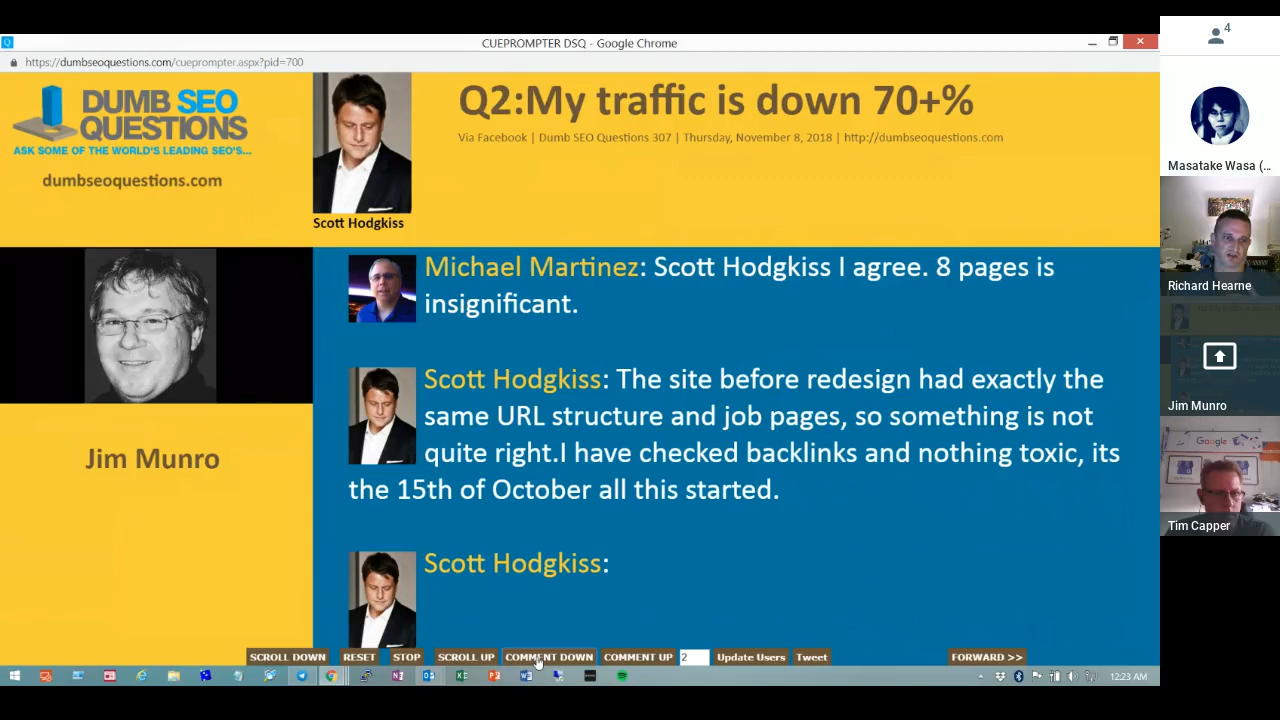 CUEPROMPTER DSQ - Google Chrome
https://dumbseoquestions.com/cueprompter.aspx?pid=700
DUMB SEO
QUESTIONS
ASK SOME OF THE WORLD'S LEADING SEO'S...
dumbseoquestions.com
Scott Hodgkiss
Q2:My traffic is down 70+%
Via Facebook | Dumb SEO Questions 307 | Thursday, November 8, 2018 | http://dumbseoquestions.com
Jim Munro
Michael Martinez: Scott Hodgkiss I agree. 8 pages is
insignificant.
Scott Hodgkiss: The site before redesign had exactly the
same URL structure and job pages, so something is not
quite right.I have checked backlinks and nothing toxic, its
the 15th of October all this started.
Scott Hodgkiss:
SCROLL DOWN RESET STOP SCROLL UP COMMENT DOWN COMMENT UP 2 Update Users Tweet FORWARD >>
12:23 AM
4
Masatake Wasa (...
Richard Hearne
Jim Munro
Google
Tim Capper